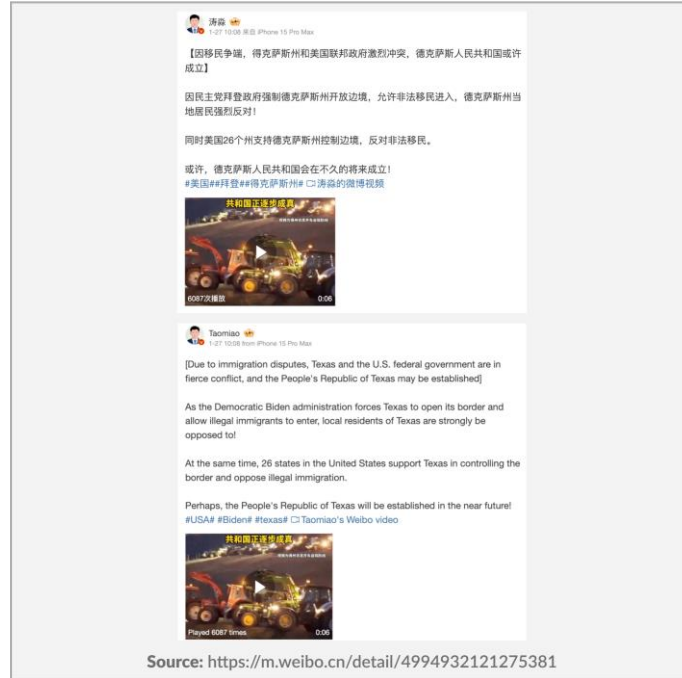 涛淼
1-27 10:08 来自 iPhone 15 Pro Max
【因移民争端，得克萨斯州和美国联邦政府激烈冲突，德克萨斯人民共和国或许
成立】
因民主党拜登政府强制德克萨斯州开放边境，允许非法移民进入，德克萨斯州当
地居民强烈反对！
同时美国26个州支持德克萨斯州控制边境，反对非法移民。
或许，德克萨斯人民共和国会在不久的将来成立！
#美国##拜登##得克萨斯州# 涛淼的微博视频
共和国正逐步成真
6087次播放
0:06
Taomiao
1-27 10:08 from iPhone 15 Pro Max
[Due to immigration disputes, Texas and the U.S. federal government are in
fierce conflict, and the People's Republic of Texas may be established]
As the Democratic Biden administration forces Texas to open its border and
allow illegal immigrants to enter, local residents of Texas are strongly be
opposed to!
At the same time, 26 states in the United States support Texas in controlling the
border and oppose illegal immigration.
Perhaps, the People's Republic of Texas will be established in the near future!
#USA# #Biden# #texas# Taomiao's Weibo video
共和国正逐步成真
Played 6087 times
0:06
Source: https://m.weibo.cn/detail/4994932121275381